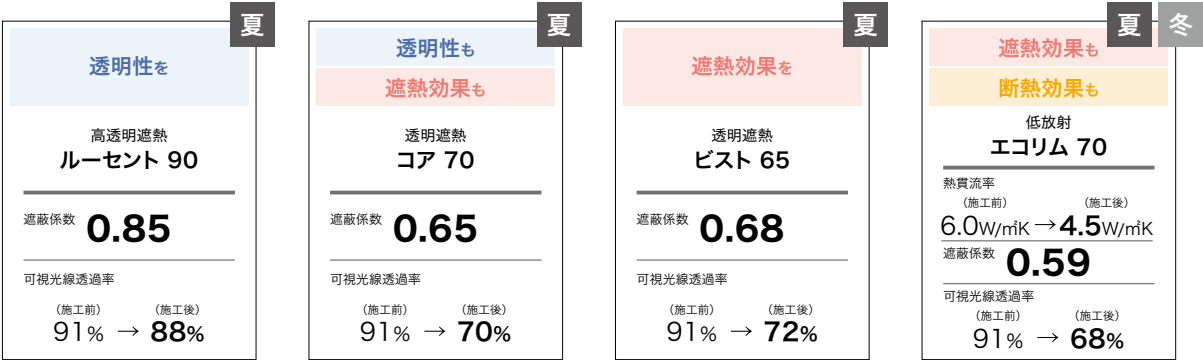 夏
透明性を
高透明遮熱
ルーセント 90
遮蔽係数 0.85
可視光線透過率
（施工前） （施工後）
91% → 88%
夏
透明性も
遮熱効果も
透明遮熱
コア 70
遮蔽係数 0.65
可視光線透過率
（施工前） （施工後）
91% → 70%
夏
遮熱効果を
透明遮熱
ビスト 65
遮蔽係数 0.68
可視光線透過率
（施工前） （施工後）
91% → 72%
夏 冬
遮熱効果も
断熱効果も
低放射
エコリム 70
熱貫流率
（施工前） （施工後）
6.0W/㎡K → 4.5W/㎡K
遮蔽係数 0.59
可視光線透過率
（施工前） （施工後）
91% → 68%